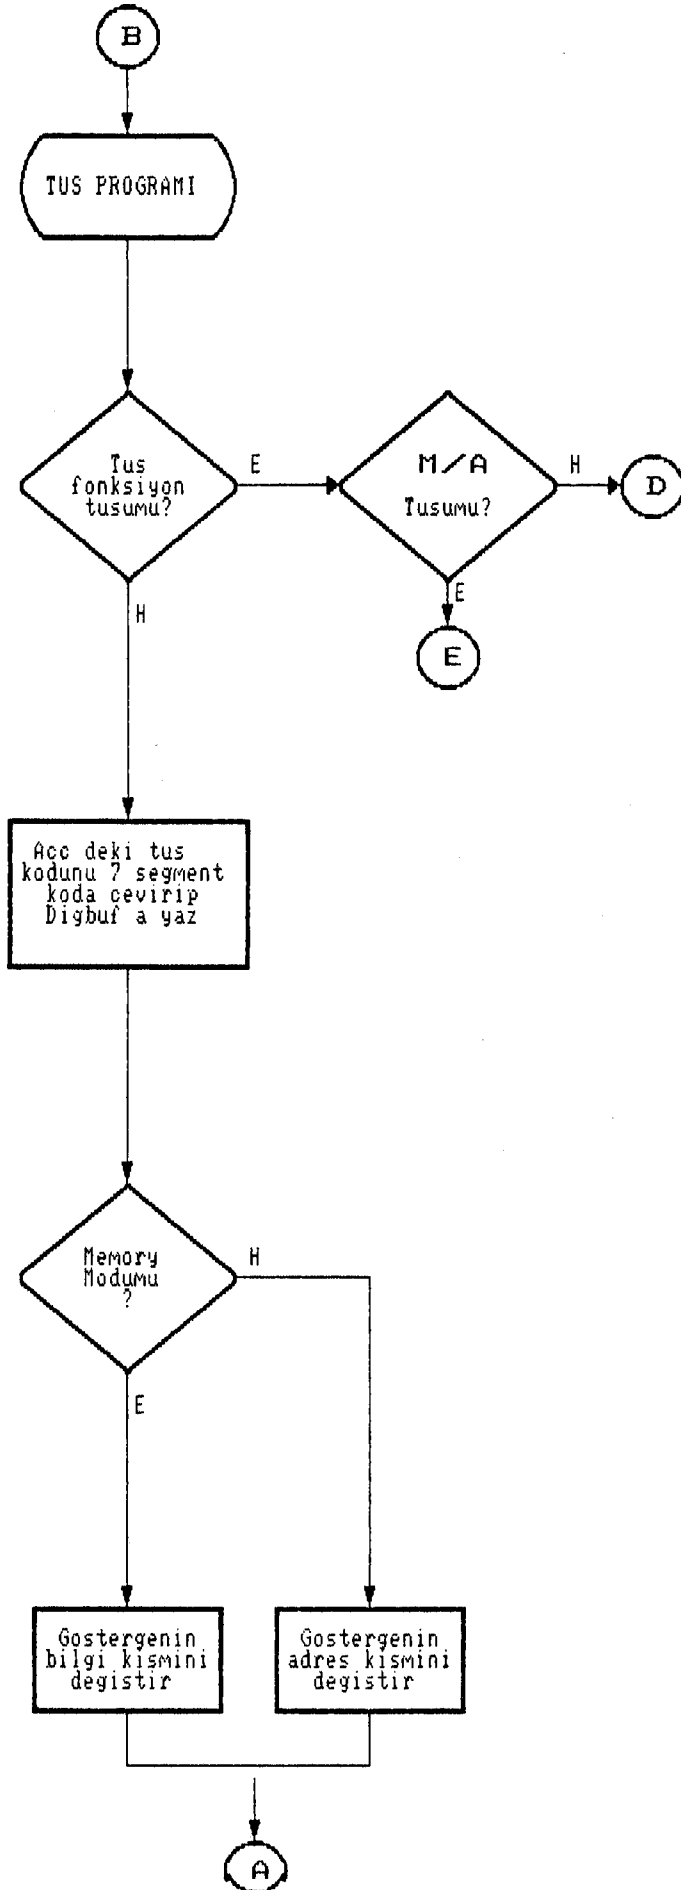 B
TUS PROGRAMI
Tus
fonksiyon
tusumu?
E
M/A
Tusumu?
H
D
E
E
H
Acc deki tus
kodunu 7 segment
koda cevirip
Digbuf a yaz
Memory
Modumu
?
H
E
Gostergenin
bilgi kismini
degistir
Gostergenin
adres kismini
degistir
A